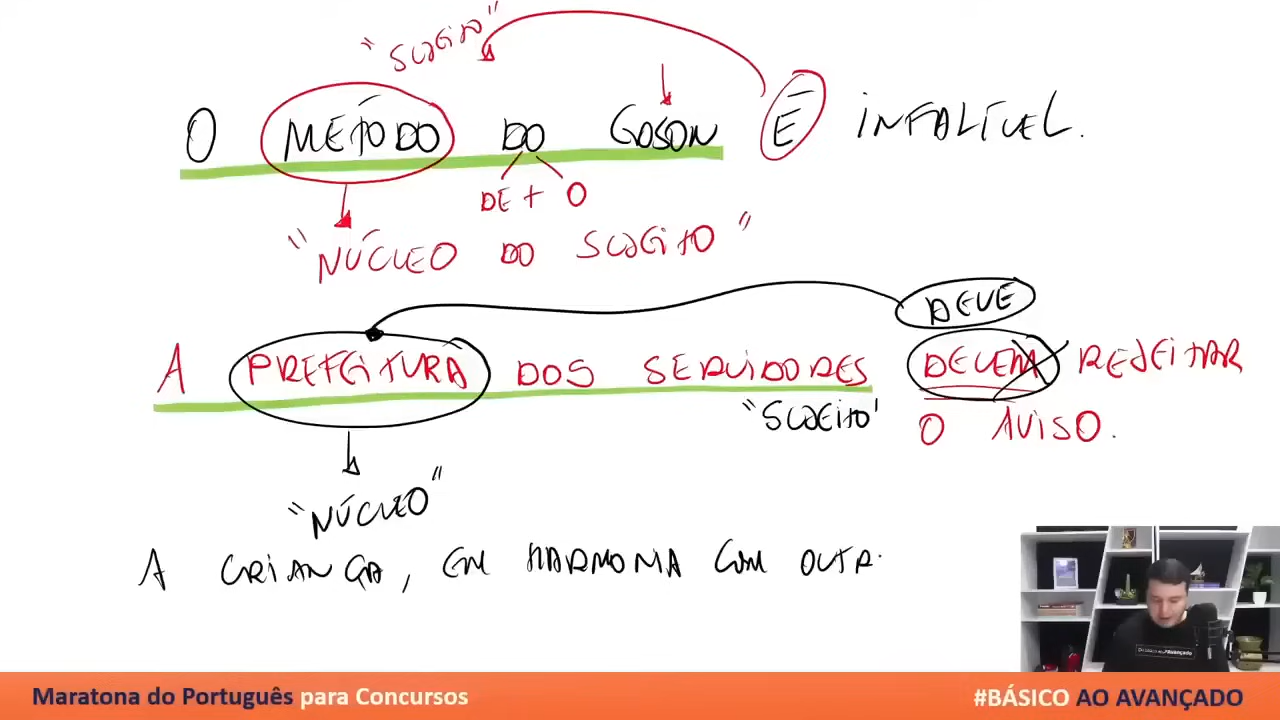 "SUJEITO"
O MÉTODO DO GOSON É INFALÍVEL.
DE + O
"NÚCLEO DO SUJEITO"
DEVE
A PREFEITURA DOS SERVIDORES DEVEM REJEITAR
"SUJEITO" O AVISO.
"NÚCLEO"
A CRIANÇA, EM HARMONIA COM OUTR
Maratona do Português para Concursos #BÁSICO AO AVANÇADO